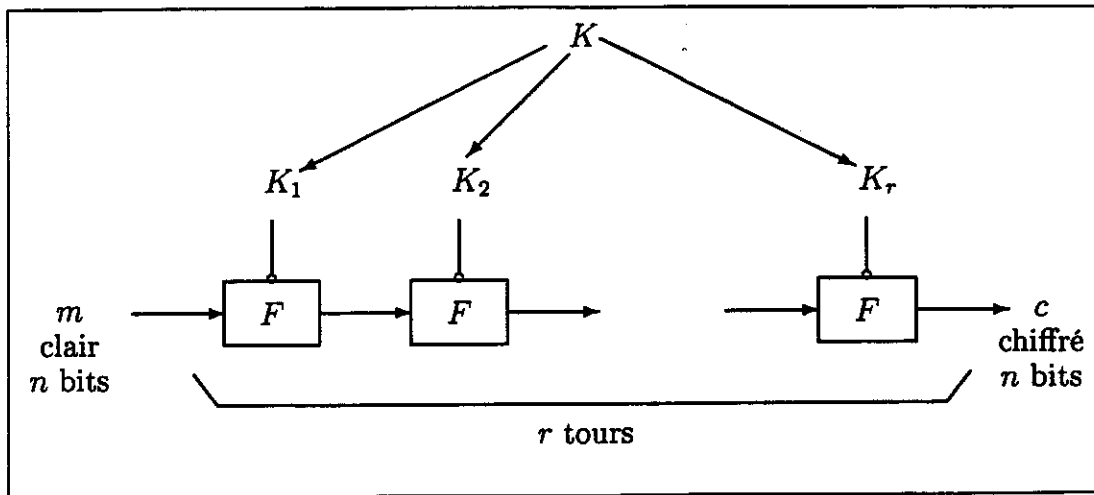 K
K₁ K₂ Kᵣ
F F F
m
clair
n bits
c
chiffré
n bits
r tours